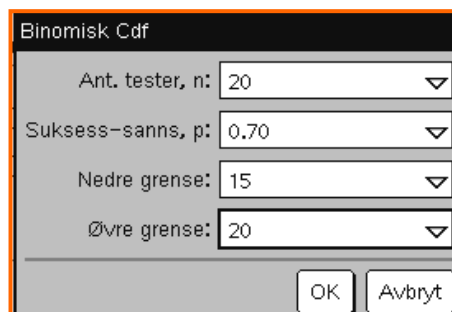 Binomisk Cdf
Ant. tester, n: 20
Suksess-sanns, p: 0.70
Nedre grense: 15
Øvre grense: 20
OK Avbryt